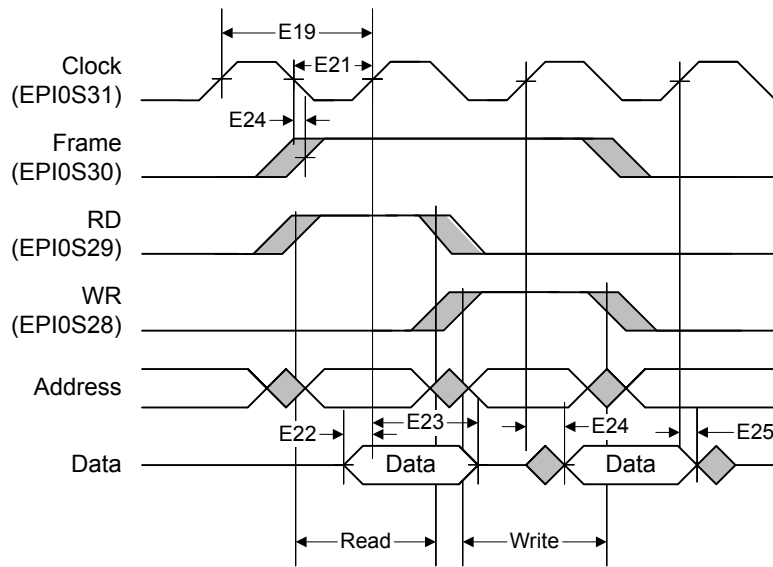 E19
Clock
(EPI0S31)
E21
E24
Frame
(EPI0S30)
RD
(EPI0S29)
WR
(EPI0S28)
Address
E22
E23
E24
E25
Data
Data
Data
Read
Write